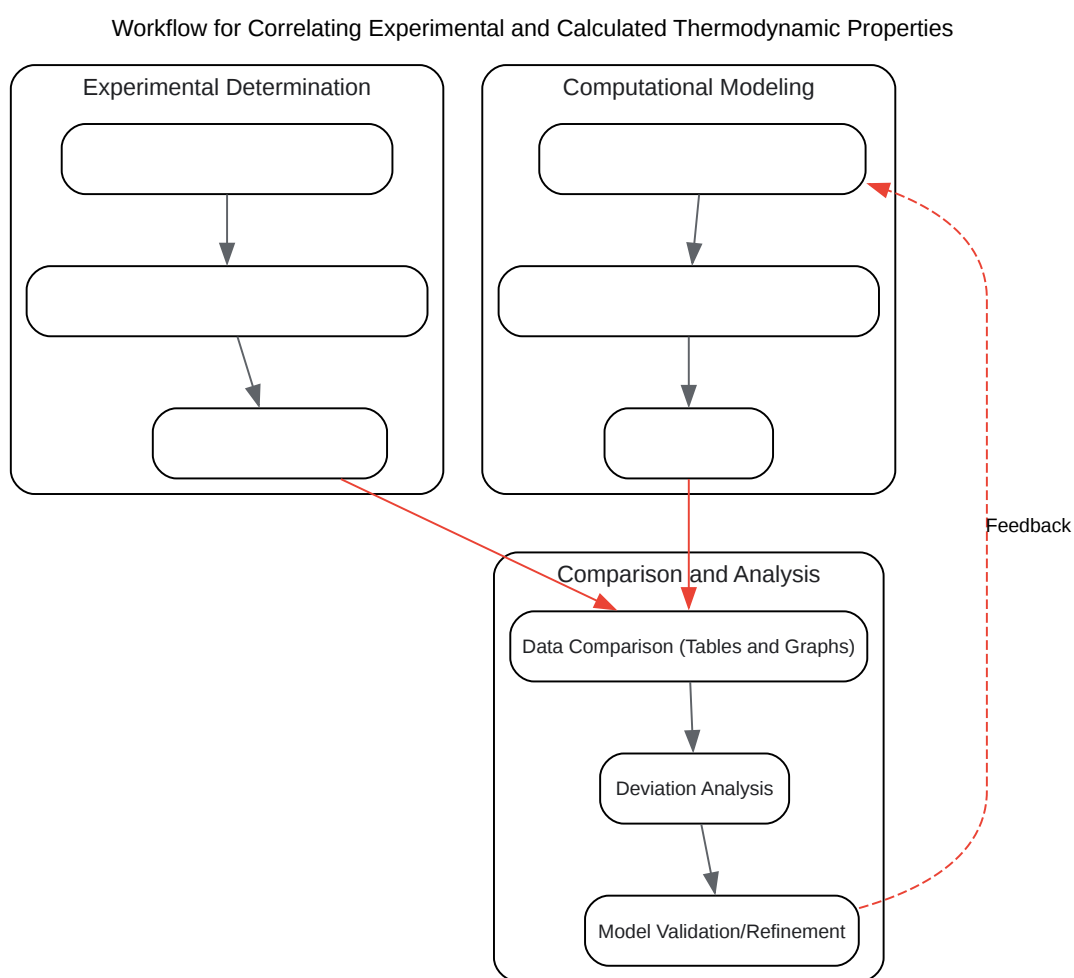 Workflow for Correlating Experimental and Calculated Thermodynamic Properties
Experimental Determination
Computational Modeling
Feedback
Comparison and Analysis
Data Comparison (Tables and Graphs)
Deviation Analysis
Model Validation/Refinement